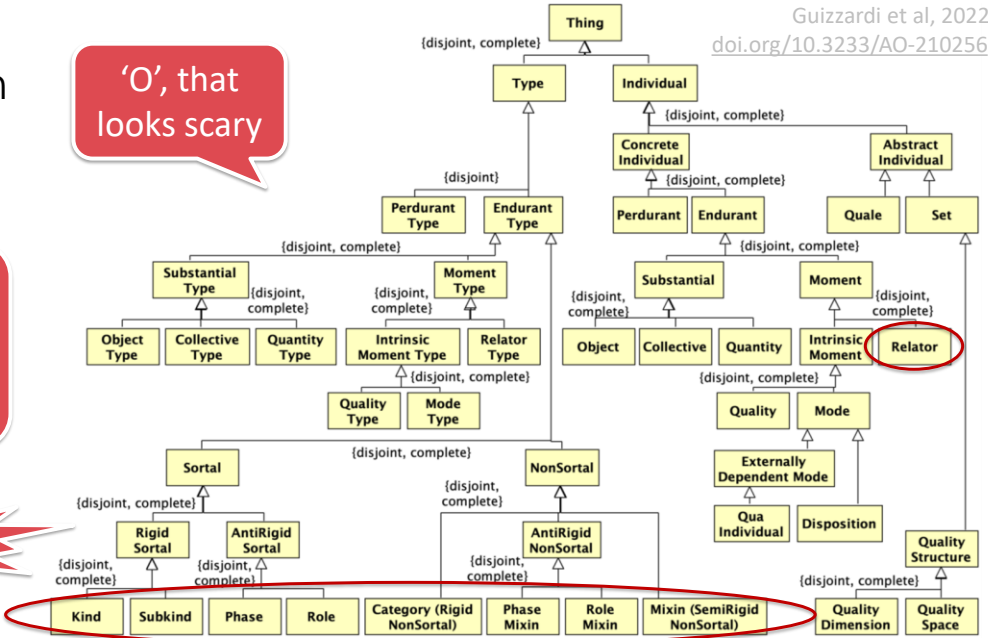 Guizzardi et al, 2022
doi.org/10.3233/AO-210256
n
‘O’, that
looks scary
Thing
{disjoint, complete}
Type
Individual
{disjoint, complete}
Concrete
Individual
Abstract
Individual
{disjoint}
{disjoint, complete}
Perdurant
Type
Endurant
Type
Perdurant
Endurant
Quale
Set
{disjoint, complete}
{disjoint, complete}
Substantial
Type
Moment
Type
Substantial
Moment
{disjoint,
complete}
{disjoint,
complete}
{disjoint,
complete}
{disjoint,
complete}
Object
Type
Collective
Type
Quantity
Type
Intrinsic
Moment Type
Relator
Type
Object
Collective
Quantity
Intrinsic
Moment
Relator
{disjoint, complete}
{disjoint, complete}
Quality
Type
Mode
Type
Quality
Mode
{disjoint, complete}
Sortal
NonSortal
Externally
Dependent Mode
{disjoint, complete}
{disjoint,
complete}
Rigid
Sortal
AntiRigid
Sortal
AntiRigid
NonSortal
Qua
Individual
Disposition
Quality
Structure
{disjoint,
complete}
{disjoint,
complete}
{disjoint,
complete}
{disjoint, complete}
Kind
Subkind
Phase
Role
Category (Rigid
NonSortal)
Phase
Mixin
Role
Mixin
Mixin (SemiRigid
NonSortal)
Quality
Dimension
Quality
Space